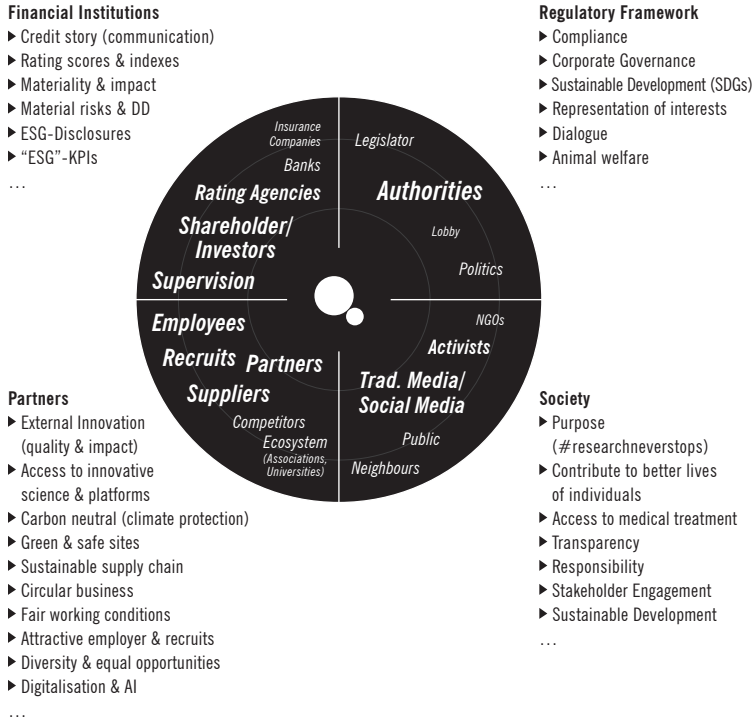 Financial Institutions
▶ Credit story (communication)
▶ Rating scores & indexes
▶ Materiality & impact
▶ Material risks & DD
▶ ESG-Disclosures
▶ “ESG”-KPIs
...
Regulatory Framework
▶ Compliance
▶ Corporate Governance
▶ Sustainable Development (SDGs)
▶ Representation of interests
▶ Dialogue
▶ Animal welfare
...
Insurance
Companies
Banks
Rating Agencies
Shareholder/
Investors
Supervision
Legislator
Authorities
Lobby
Politics
Employees
Recruits
Partners
Suppliers
Competitors
Ecosystem
(Associations,
Universities)
NGOs
Activists
Trad. Media/
Social Media
Public
Neighbours
Partners
▶ External Innovation
(quality & impact)
▶ Access to innovative
science & platforms
▶ Carbon neutral (climate protection)
▶ Green & safe sites
▶ Sustainable supply chain
▶ Circular business
▶ Fair working conditions
▶ Attractive employer & recruits
▶ Diversity & equal opportunities
▶ Digitalisation & AI
...
Society
▶ Purpose
(#researchneverstops)
▶ Contribute to better lives
of individuals
▶ Access to medical treatment
▶ Transparency
▶ Responsibility
▶ Stakeholder Engagement
▶ Sustainable Development
...